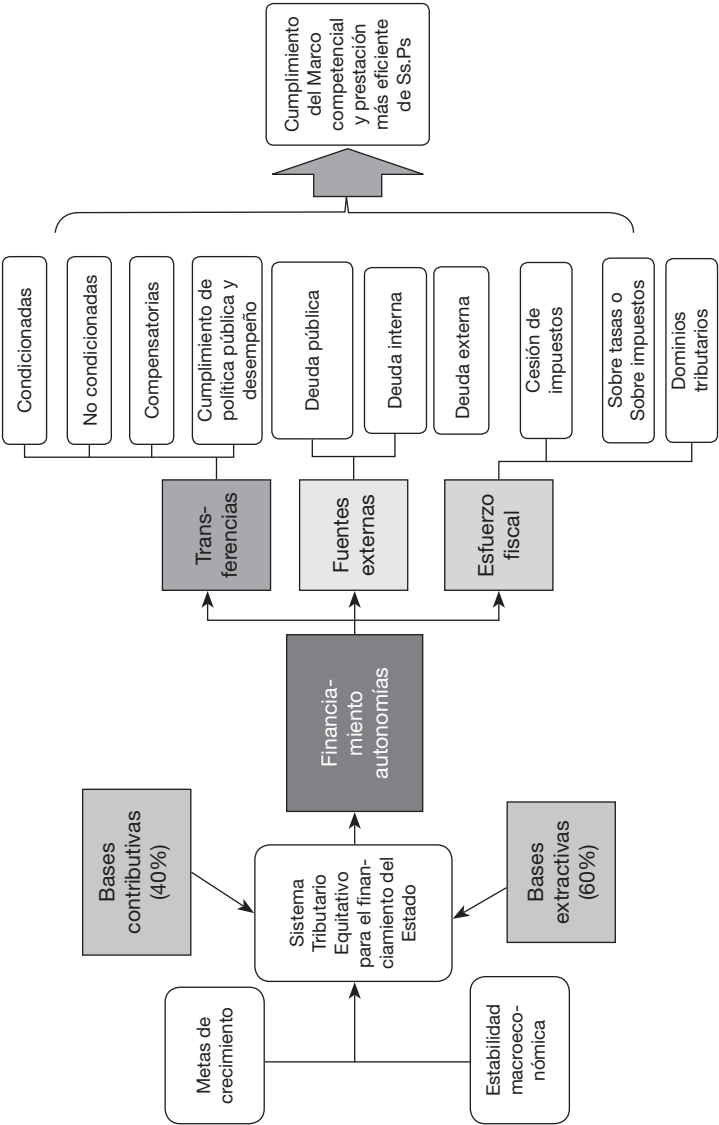 Metas de
crecimiento
Estabilidad
macroeco-
nómica
Bases
contributivas
(40%)
Sistema
Tributario
Equitativo
para el finan-
ciamiento del
Estado
Bases
extractivas
(60%)
Financia-
miento
autonomías
Trans-
ferencias
Fuentes
externas
Esfuerzo
fiscal
Condicionadas
No condicionadas
Compensatorias
Cumplimiento de
política pública y
desempeño
Deuda pública
Deuda interna
Deuda externa
Cesión de
impuestos
Sobre tasas o
Sobre impuestos
Dominios
tributarios
Cumplimiento
del Marco
competencial
y prestación
más eficiente
de Ss.Ps